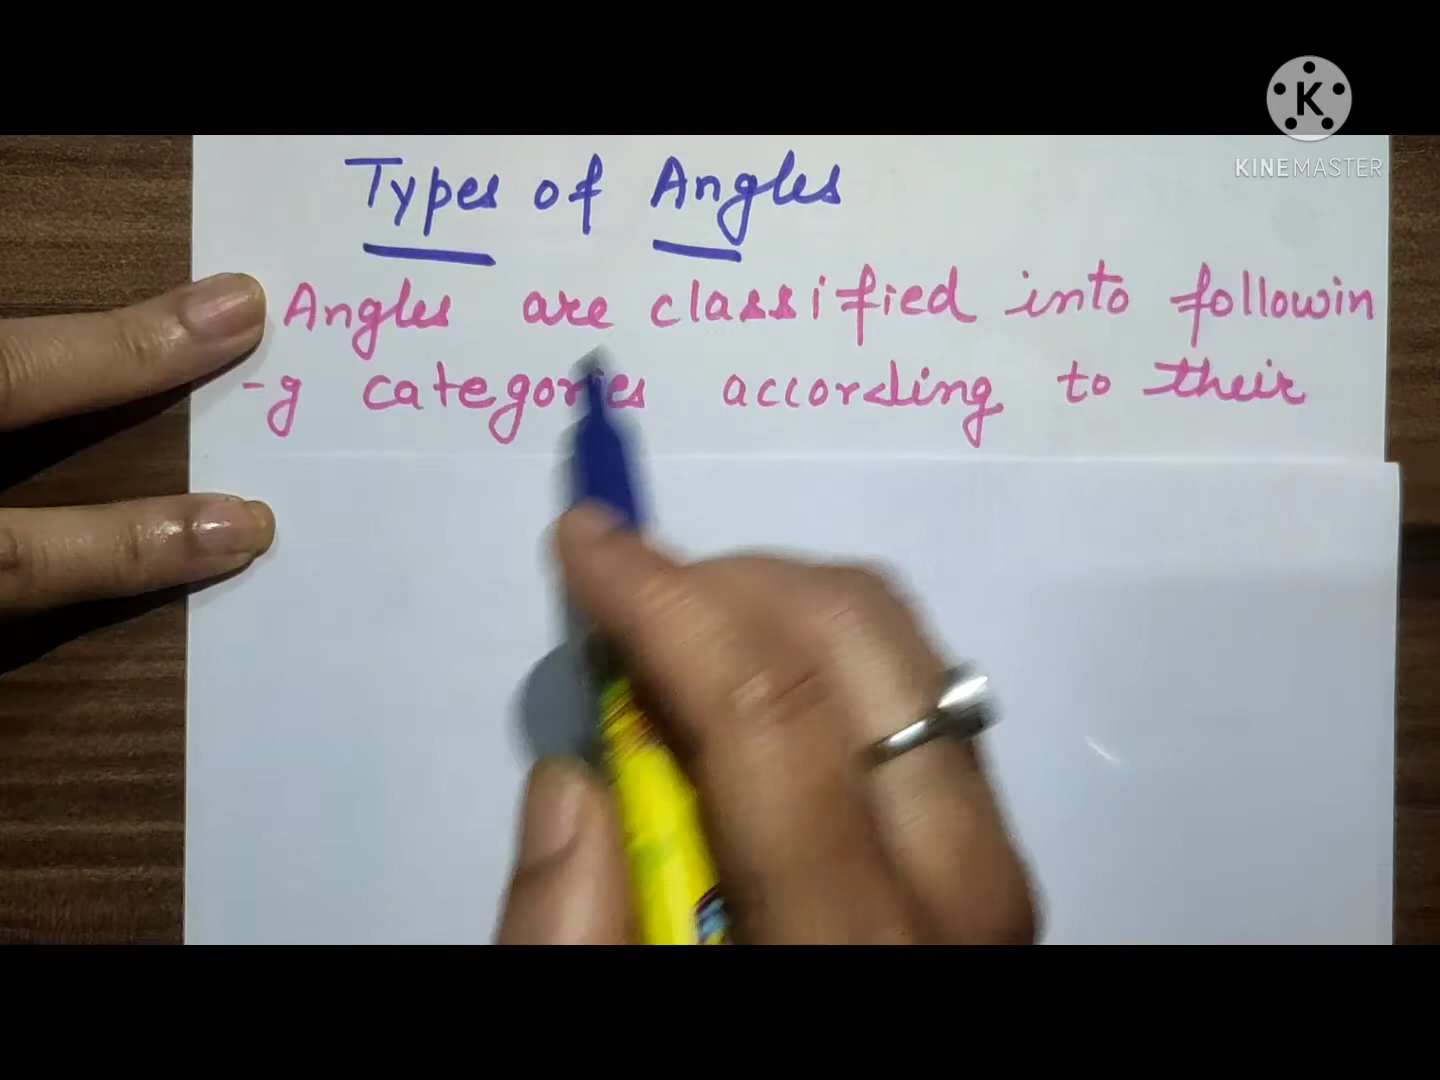 K
KINEMASTER
Types of Angles
Angles are classified into followin
-g categories according to their